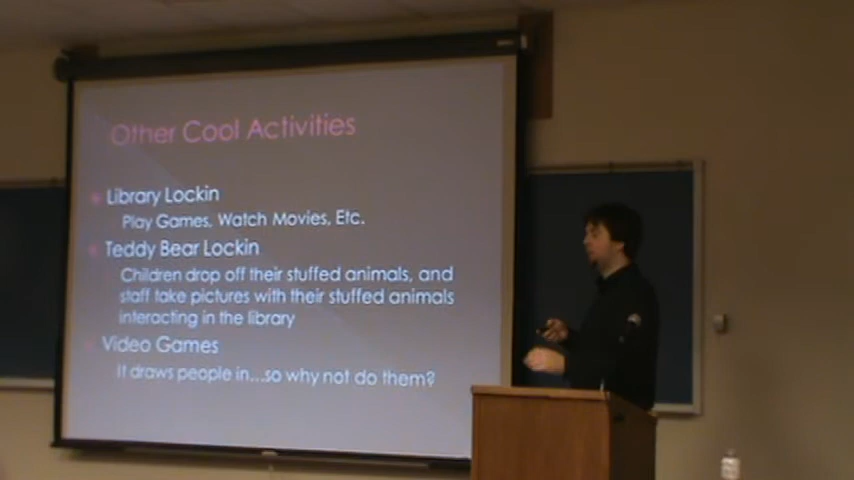 Other Cool Activities
Library Lockin
Play Games, Watch Movies, Etc.
Teddy Bear Lockin
Children drop off their stuffed animals, and
staff take pictures with their stuffed animals
interacting in the library
Video Games
It draws people in...so why not do them?